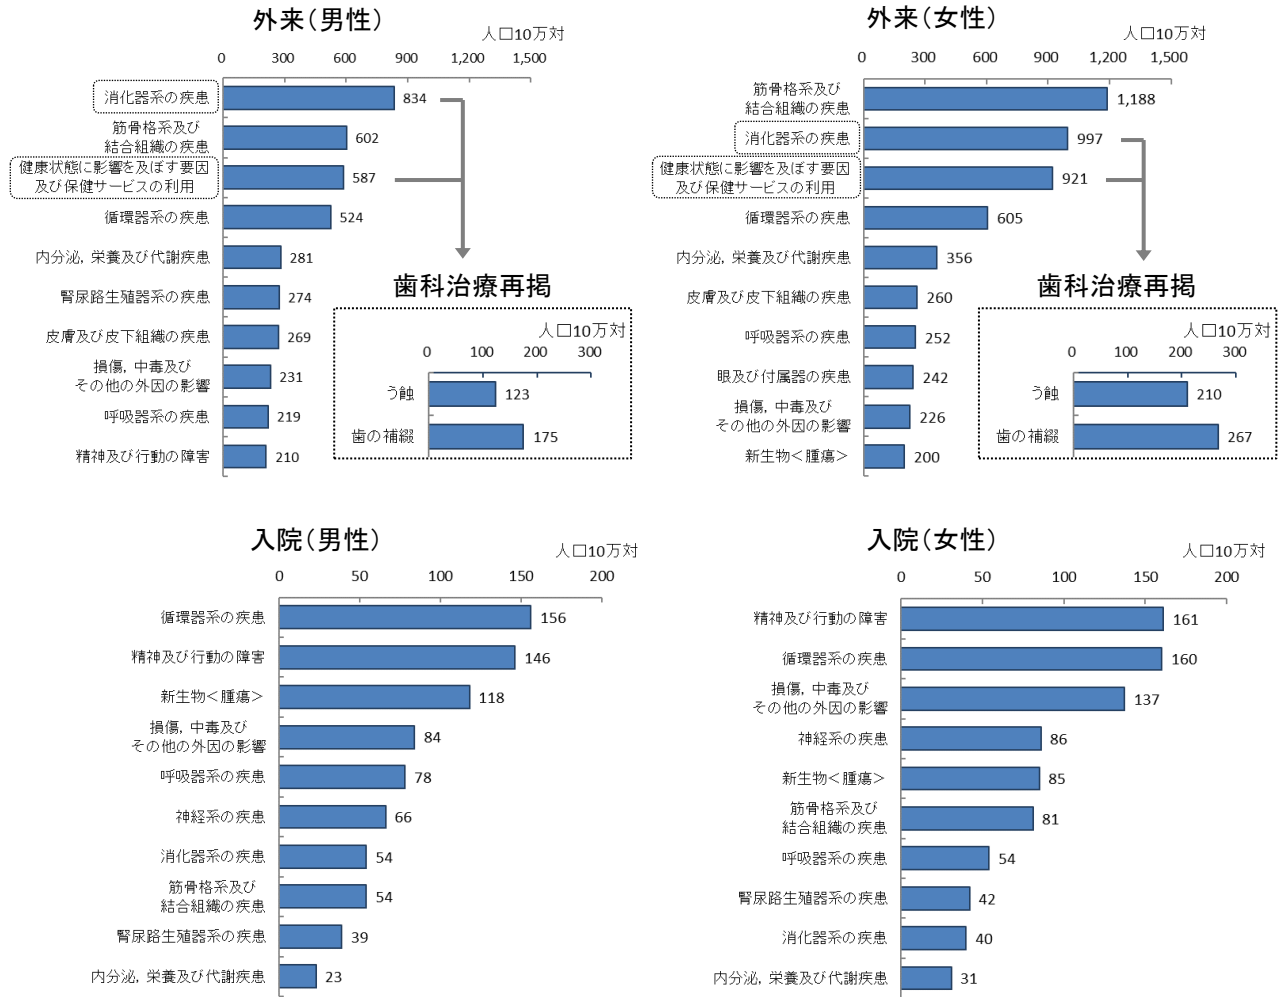 外来（男性）
人口10万対
0 300 600 900 1,200 1,500
消化器系の疾患 834
筋骨格系及び
結合組織の疾患 602
健康状態に影響を及ぼす要因
及び保健サービスの利用 587
循環器系の疾患 524
内分泌，栄養及び代謝疾患 281
腎尿路生殖器系の疾患 274
皮膚及び皮下組織の疾患 269
損傷，中毒及び
その他の外因の影響 231
呼吸器系の疾患 219
精神及び行動の障害 210
歯科治療再掲
人口10万対
0 100 200 300
う蝕 123
歯の補綴 175
外来（女性）
人口10万対
0 300 600 900 1,200 1,500
筋骨格系及び
結合組織の疾患 1,188
消化器系の疾患 997
健康状態に影響を及ぼす要因
及び保健サービスの利用 921
循環器系の疾患 605
内分泌，栄養及び代謝疾患 356
皮膚及び皮下組織の疾患 260
呼吸器系の疾患 252
眼及び付属器の疾患 242
損傷，中毒及び
その他の外因の影響 226
新生物＜腫瘍＞ 200
歯科治療再掲
人口10万対
0 100 200 300
う蝕 210
歯の補綴 267
入院（男性）
人口10万対
0 50 100 150 200
循環器系の疾患 156
精神及び行動の障害 146
新生物＜腫瘍＞ 118
損傷，中毒及び
その他の外因の影響 84
呼吸器系の疾患 78
神経系の疾患 66
消化器系の疾患 54
筋骨格系及び
結合組織の疾患 54
腎尿路生殖器系の疾患 39
内分泌，栄養及び代謝疾患 23
入院（女性）
人口10万対
0 50 100 150 200
精神及び行動の障害 161
循環器系の疾患 160
損傷，中毒及び
その他の外因の影響 137
神経系の疾患 86
新生物＜腫瘍＞ 85
筋骨格系及び
結合組織の疾患 81
呼吸器系の疾患 54
腎尿路生殖器系の疾患 42
消化器系の疾患 40
内分泌，栄養及び代謝疾患 31